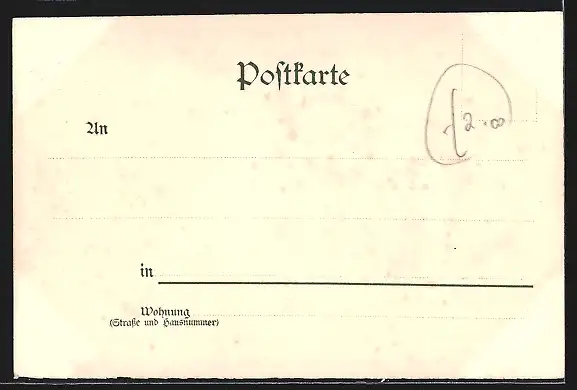 Postkarte
An
£2.00
in
Wohnung
(Straße und Hausnummer)